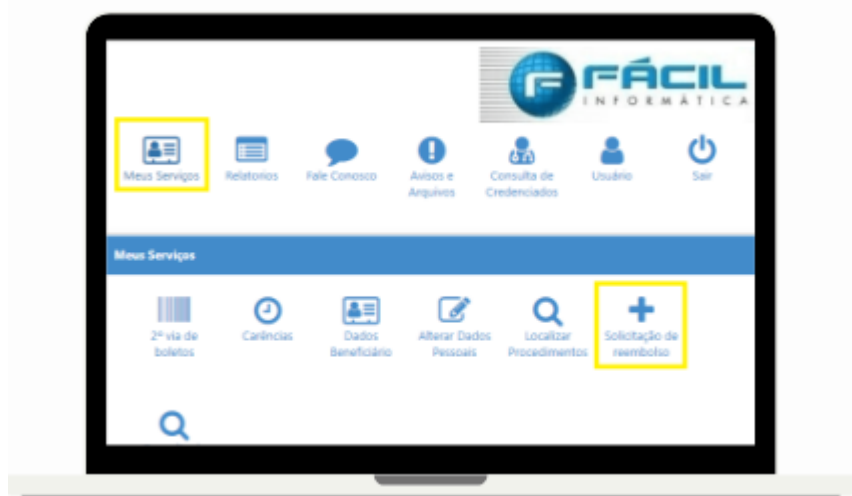 FÁCIL
INFORMÁTICA
Meus Serviços
Relatorios
Fale Conosco
Avisos e
Arquivos
Consulta de
Credenciados
Usuário
Sair
Meus Serviços
2ª via de
boletos
Carências
Dados
Beneficiário
Alterar Dados
Pessoais
Localizar
Procedimentos
Solicitação de
reembolso